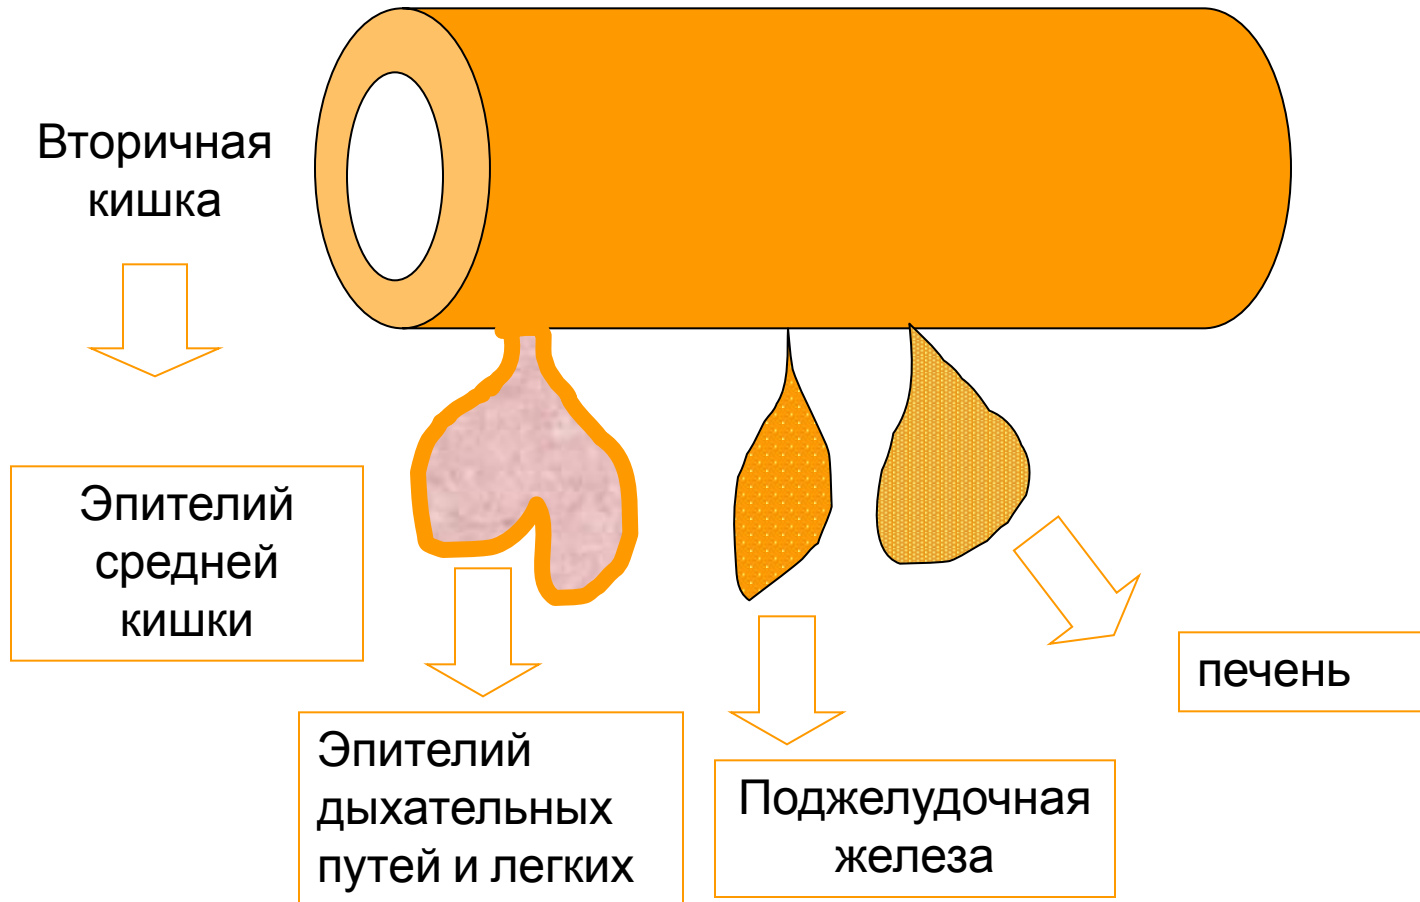 Вторичная
кишка
Эпителий
средней
кишки
Эпителий
дыхательных
путей и легких
Поджелудочная
железа
печень